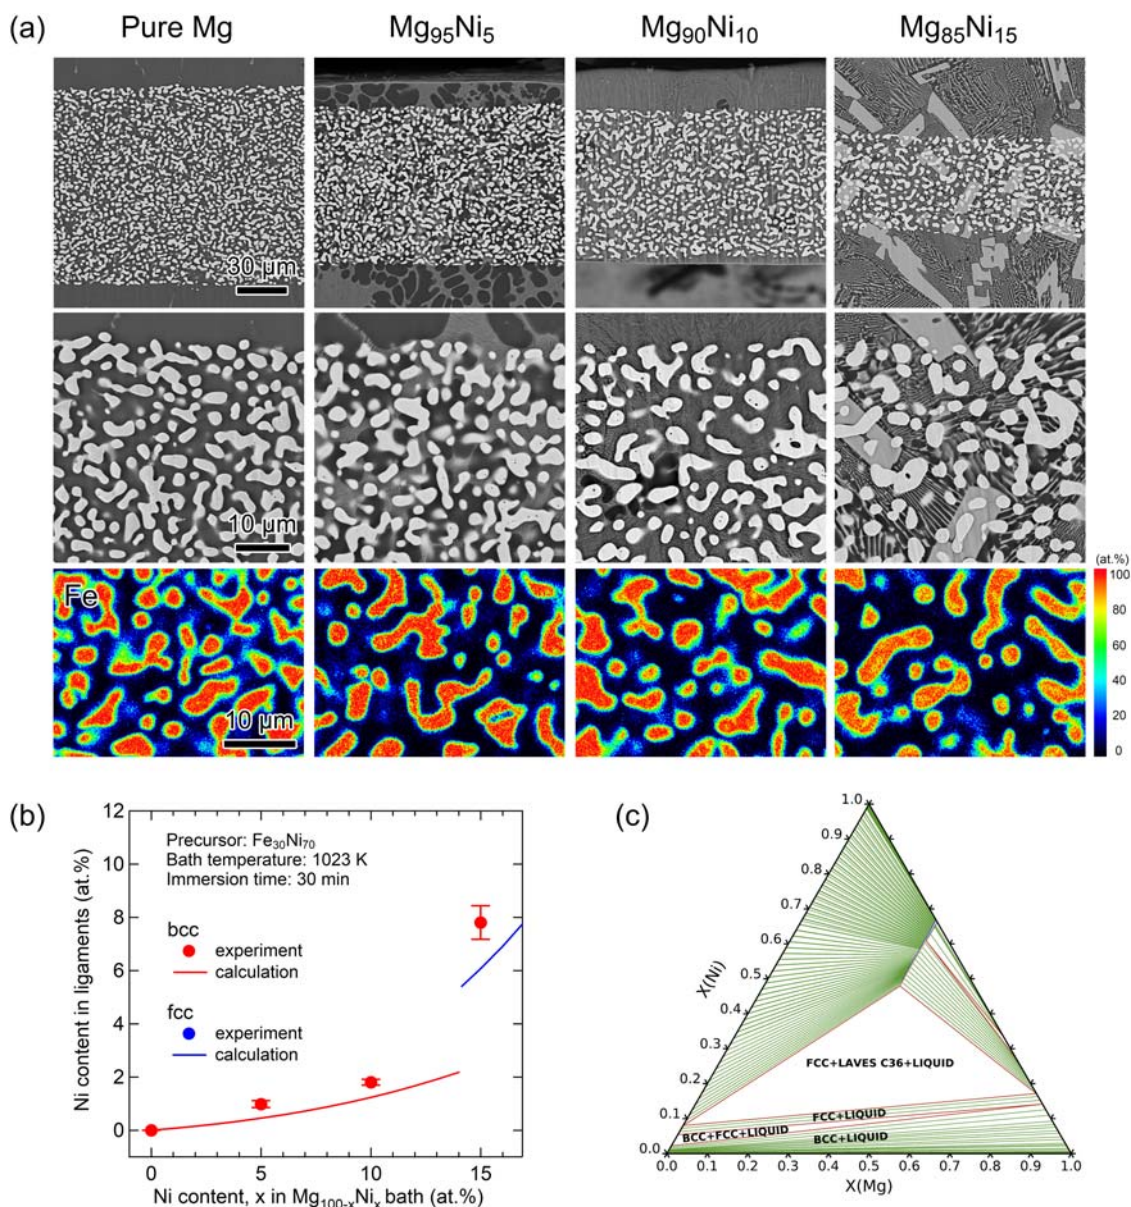 (a)
Pure Mg
Mg₉₅Ni₅
Mg₉₀Ni₁₀
Mg₈₅Ni₁₅
30 μm
10 μm
(at.%)
Fe
10 μm
100
80
60
40
20
0
(b)
12
10
8
6
4
2
0
Ni content in ligaments (at.%)
Precursor: Fe₃₀Ni₇₀
Bath temperature: 1023 K
Immersion time: 30 min
bcc
experiment
calculation
fcc
experiment
calculation
0 5 10 15
Ni content, x in Mg₁₀₀₋ₓNiₓ bath (at.%)
(c)
1.0
0.9
0.8
0.7
0.6
0.5
0.4
0.3
0.2
0.1
0.0
X(Ni)
FCC+LAVES C36+LIQUID
FCC+LIQUID
BCC+FCC+LIQUID
BCC+LIQUID
0.0 0.1 0.2 0.3 0.4 0.5 0.6 0.7 0.8 0.9 1.0
X(Mg)